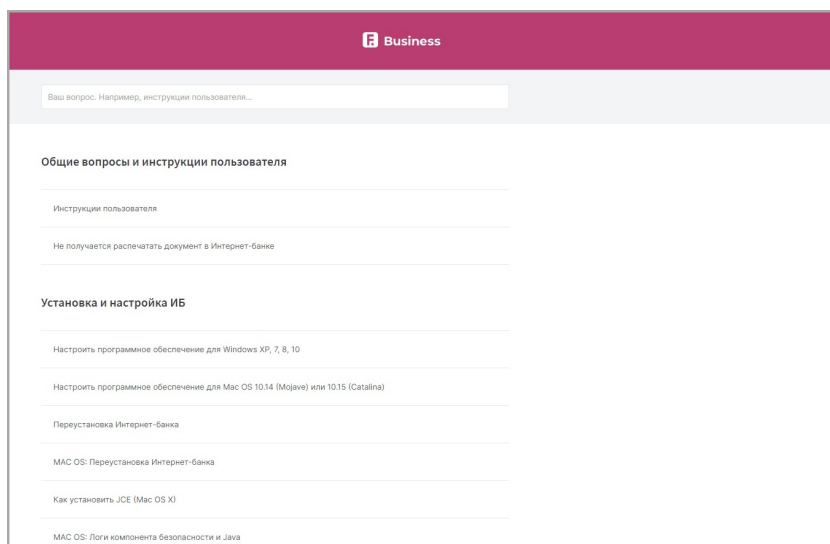 F. Business
Ваш вопрос. Например, инструкции пользователя...
Общие вопросы и инструкции пользователя
Инструкции пользователя
Не получается распечатать документ в Интернет-банке
Установка и настройка ИБ
Настроить программное обеспечение для Windows XP, 7, 8, 10
Настроить программное обеспечение для Mac OS 10.14 (Mojave) или 10.15 (Catalina)
Переустановка Интернет-банка
MAC OS: Переустановка Интернет-банка
Как установить JCE (Mac OS X)
MAC OS: Логи компонента безопасности и Java